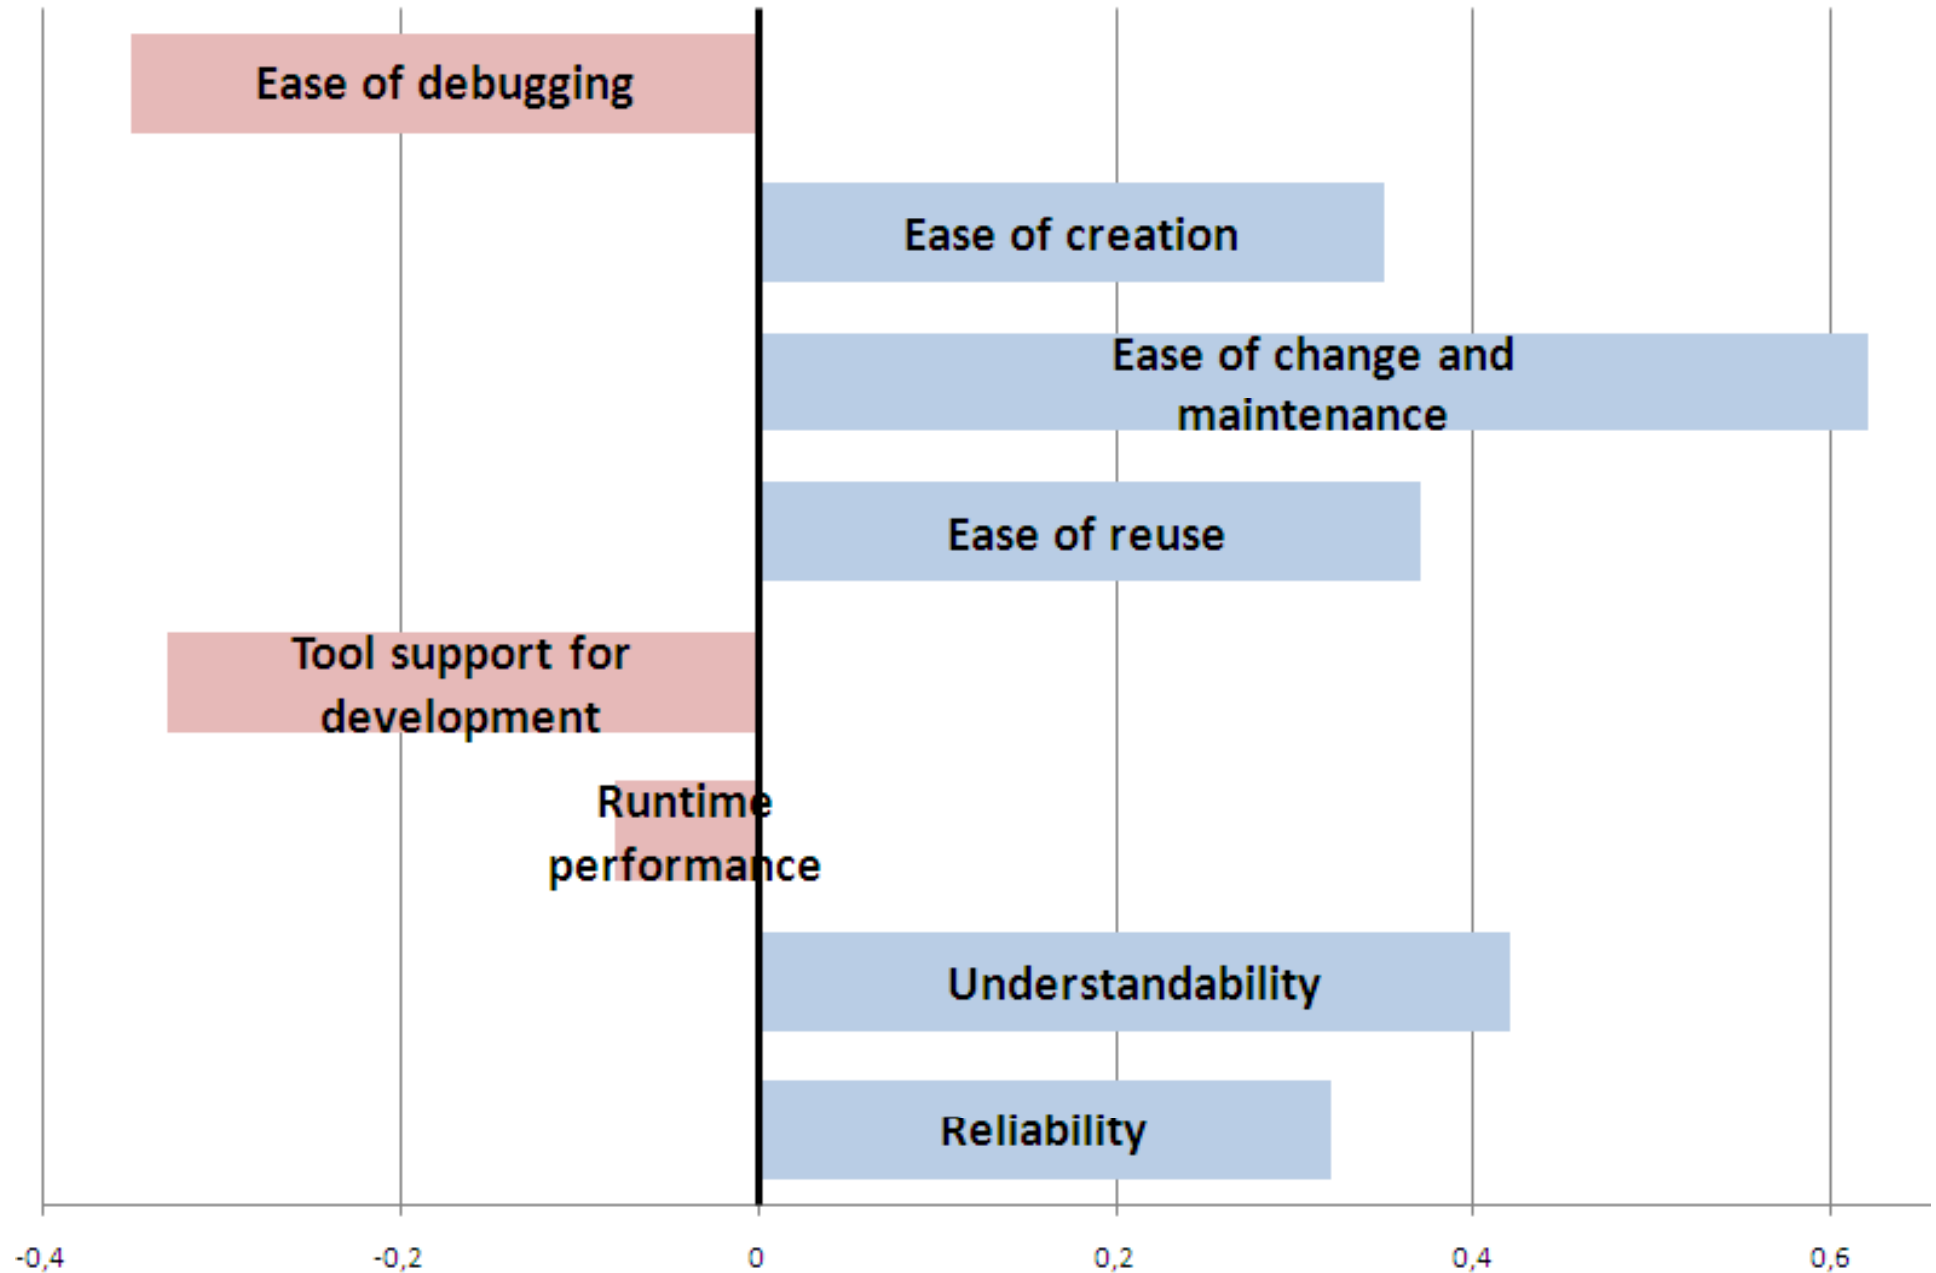 Ease of debugging
Ease of creation
Ease of change and
maintenance
Ease of reuse
Tool support for
development
Runtime
performance
Understandability
Reliability
-0,4 -0,2 0 0,2 0,4 0,6